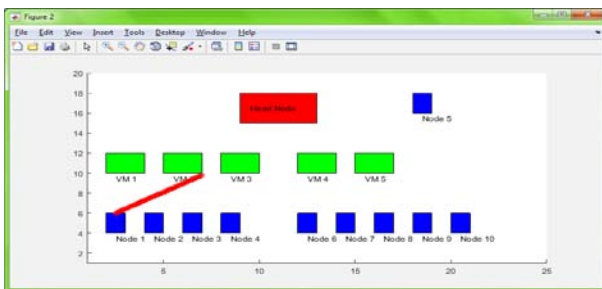 Figure 2
File Edit View Insert Tools Desktop Window Help
20
18
16
14
12
10
8
6
4
2
Head Node
Node 5
VM 1
VM 3
VM 4
VM 5
Node 1
Node 2
Node 3
Node 4
Node 6
Node 7
Node 8
Node 9
Node 10
5
10
15
20
25